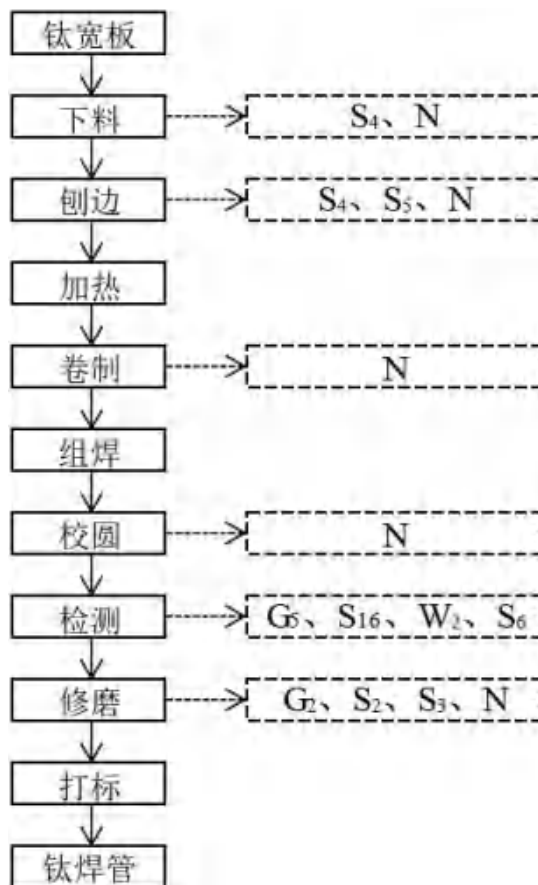 钛宽板
下料
S₄、N
刨边
S₄、S₅、N
加热
卷制
N
组焊
校圆
N
检测
G₅、S₁₆、W₂、S₆
修磨
G₂、S₂、S₃、N
打标
钛焊管